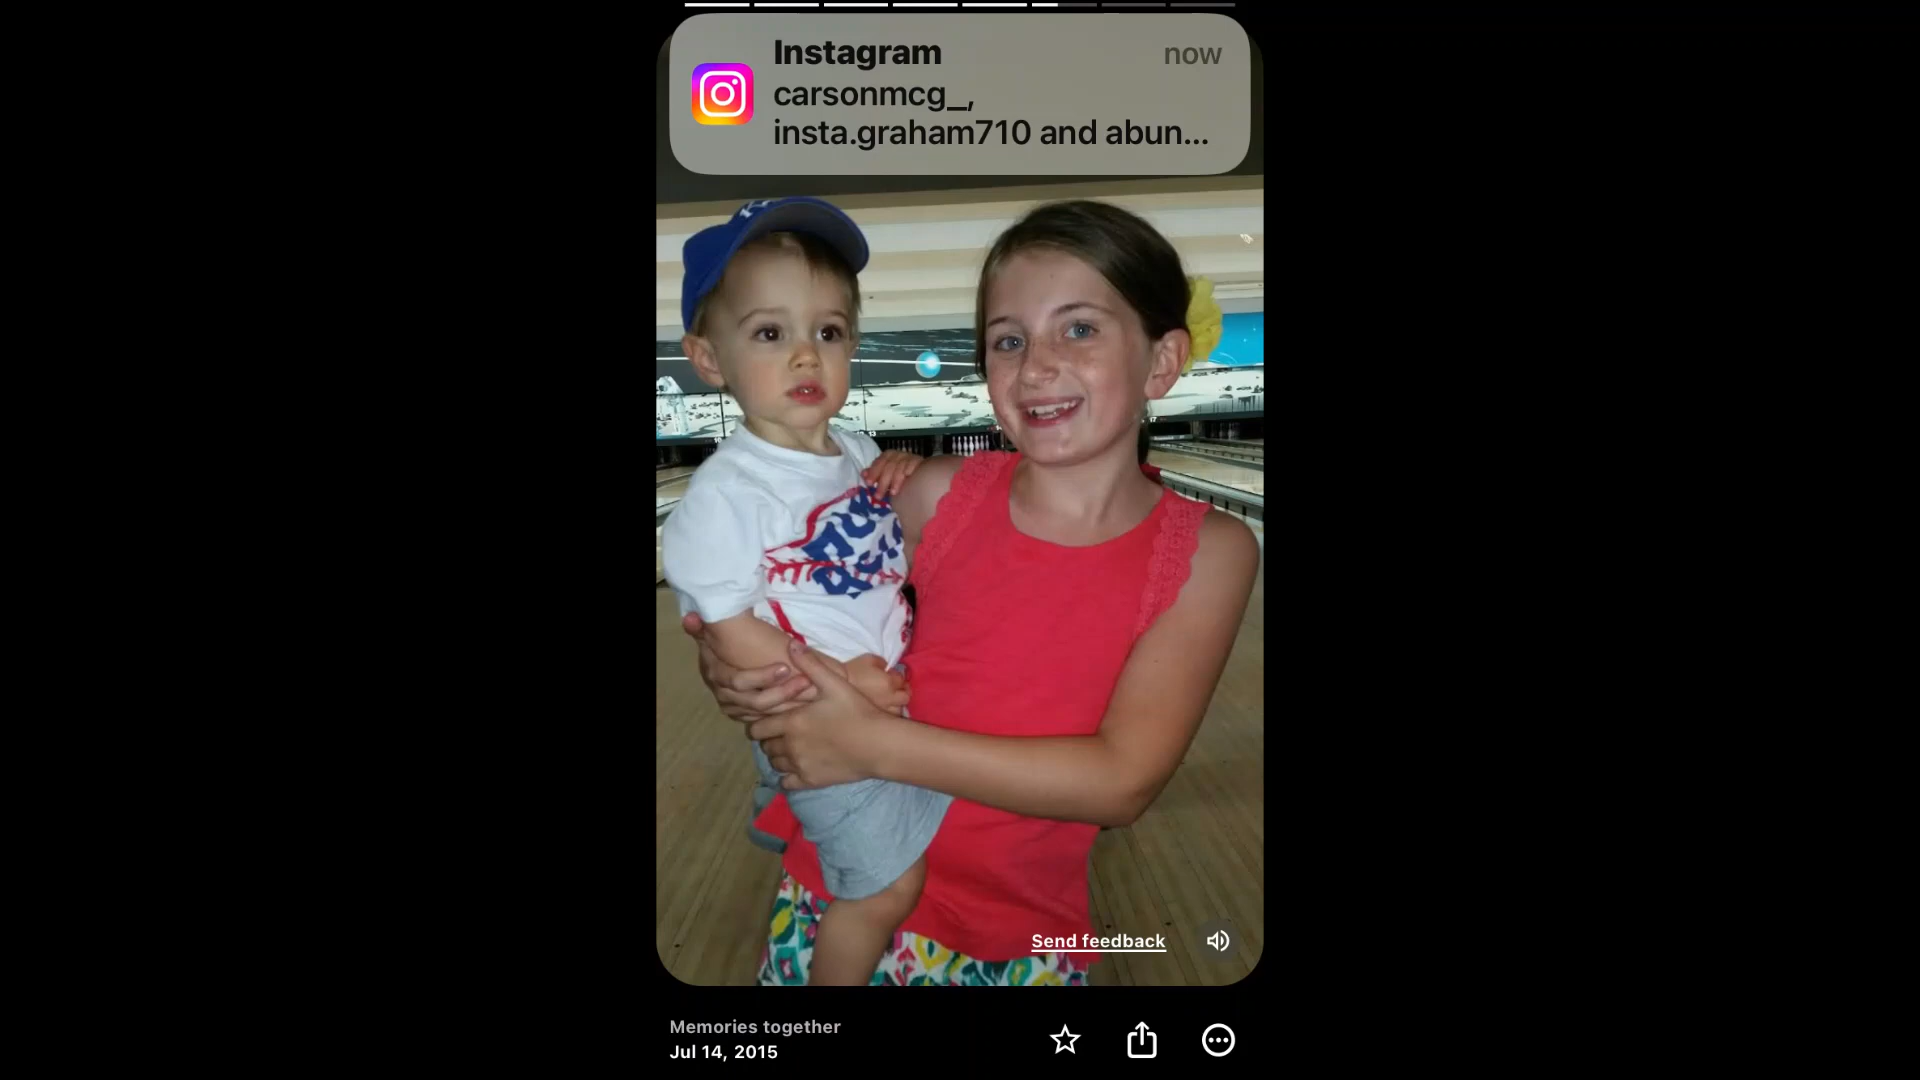 Instagram
now
carsonmcg_,
insta.graham710 and abun...
Send feedback
Memories together
Jul 14, 2015